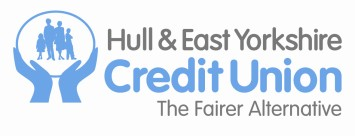 Hull & East Yorkshire
Credit Union
The Fairer Alternative